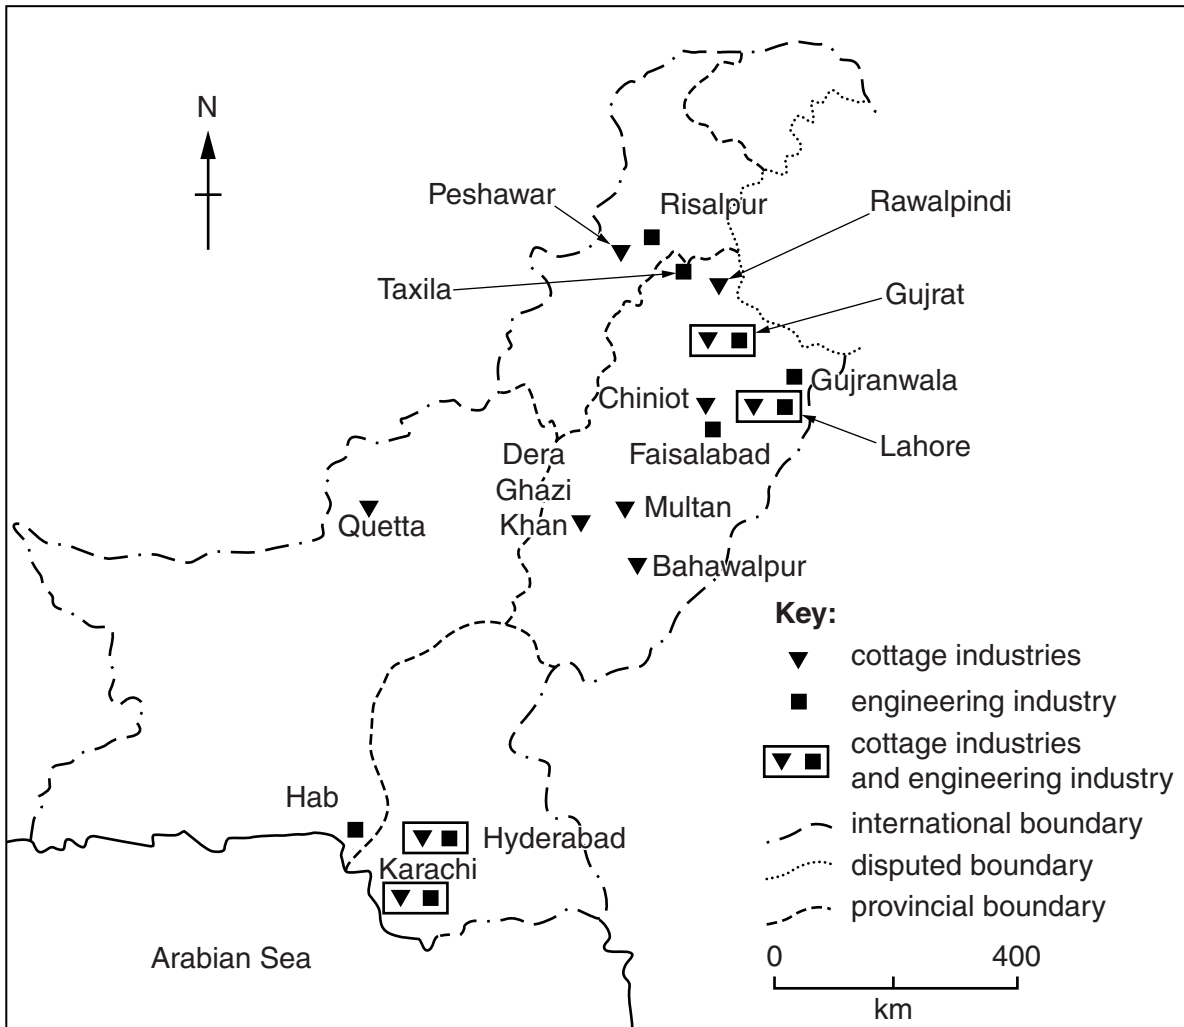 N
Peshawar
Risalpur
Rawalpindi
Taxila
Gujrat
Gujranwala
Chiniot
Lahore
Dera
Ghazi
Khan
Faisalabad
Multan
Quetta
Bahawalpur
Key:
cottage industries
engineering industry
cottage industries
and engineering industry
international boundary
disputed boundary
provincial boundary
Hab
Hyderabad
Karachi
Arabian Sea
0 400
km